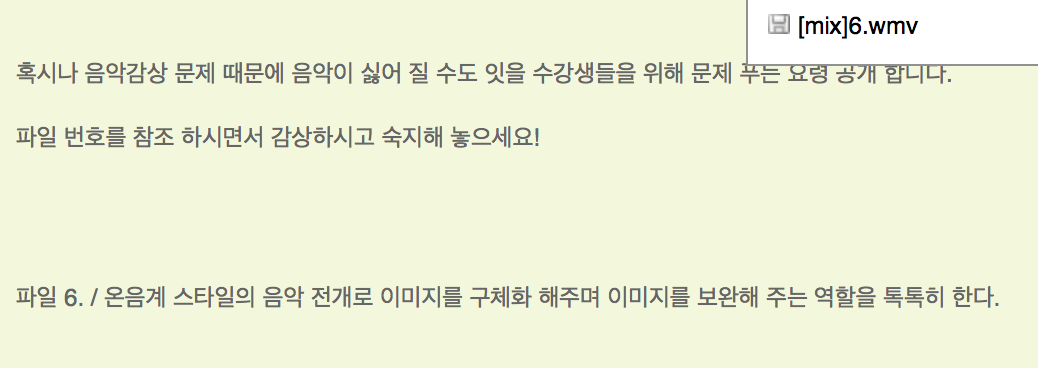 [mix]6.wmv
혹시나 음악감상 문제 때문에 음악이 싫어 질 수도 잇을 수강생들을 위해 문제 푸는 요령 공개 합니다.
파일 번호를 참조 하시면서 감상하시고 숙지해 놓으세요!
파일 6. / 온음계 스타일의 음악 전개로 이미지를 구체화 해주며 이미지를 보완해 주는 역할을 톡톡히 한다.